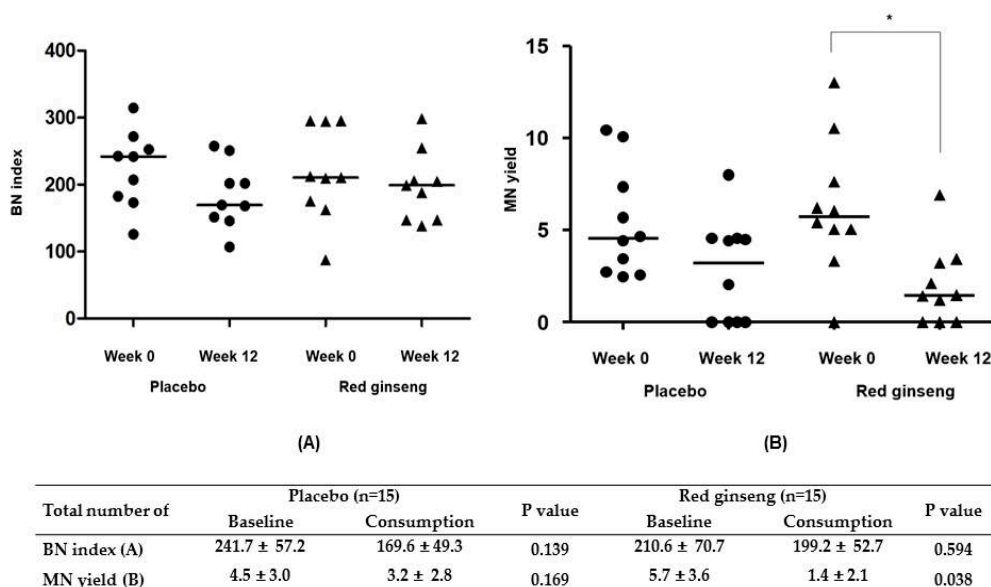 *
400
300
200
100
0
BN index
Week 0 Week 12 Week 0 Week 12
Placebo Red ginseng
(A)
15
10
5
0
MN yield
Week 0 Week 12 Week 0 Week 12
Placebo Red ginseng
(B)
Total number of Placebo (n=15) P value Red ginseng (n=15) P value
Baseline Consumption Baseline Consumption
BN index (A) 241.7 ± 57.2 169.6 ±49.3 0.139 210.6 ± 70.7 199.2 ± 52.7 0.594
MN yield (B) 4.5 ± 3.0 3.2 ± 2.8 0.169 5.7 ± 3.6 1.4 ± 2.1 0.038